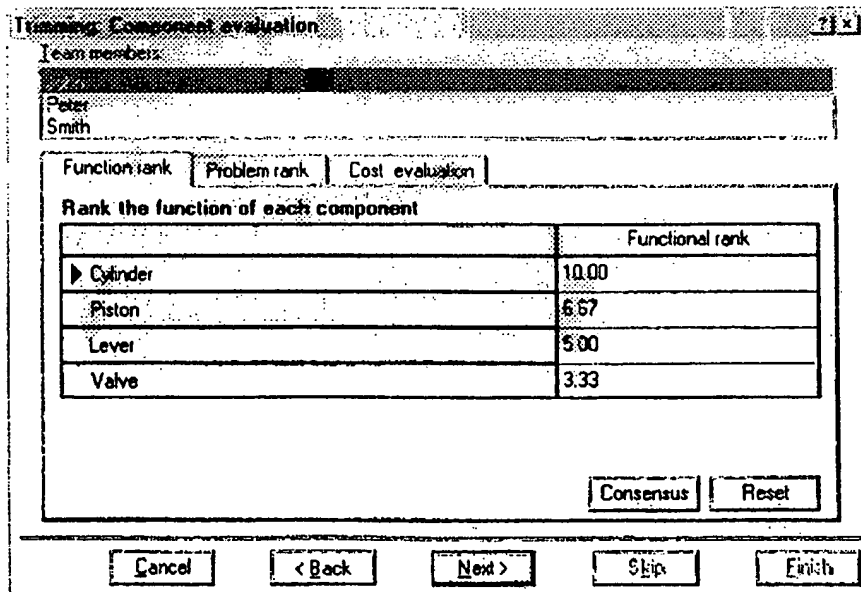 Trimming: Component evaluation
Team members:
Peter
Smith
Function rank Problem rank Cost evaluation
Rank the function of each component
Functional rank
Cylinder 10.00
Piston 6.67
Lever 5.00
Valve 3.33
Consensus Reset
Cancel < Back Next > Skip Finish